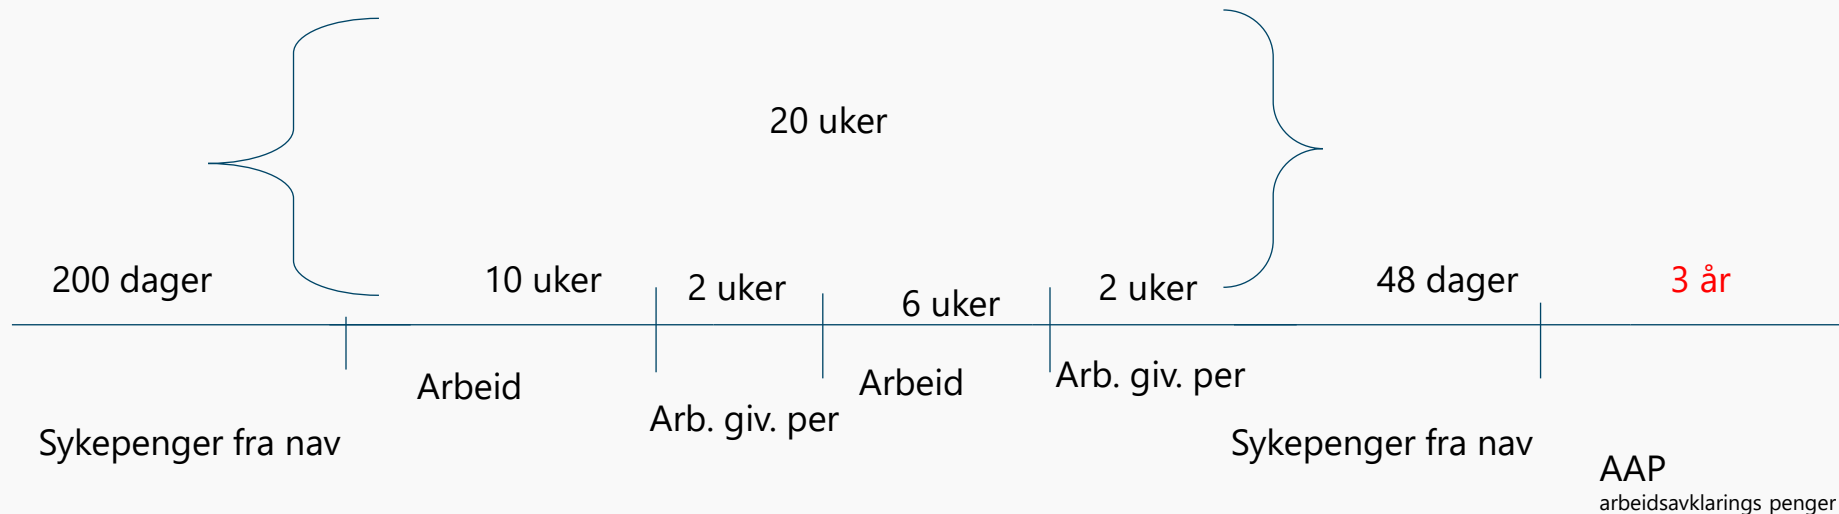 20 uker
200 dager
10 uker
2 uker
6 uker
2 uker
48 dager
3 år
Arbeid
Arb. giv. per
Arbeid
Arb. giv. per
Sykepenger fra nav
Sykepenger fra nav
AAP
arbeidsavklarings penger